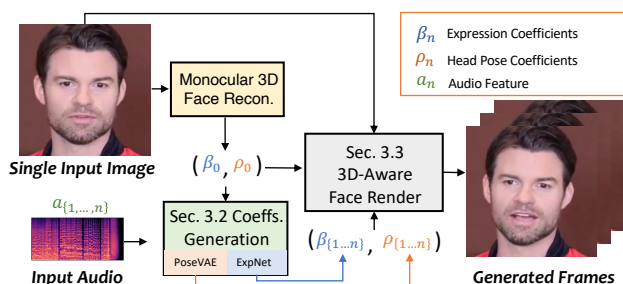 βn Expression Coefficients
ρn Head Pose Coefficients
an Audio Feature
Monocular 3D
Face Recon.
Single Input Image
(β0, ρ0)
Sec. 3.3
3D-Aware
Face Render
a{1,...,n}
Sec. 3.2 Coeffs.
Generation
PoseVAE ExpNet
(β{1...n}, ρ{1...n})
Input Audio
Generated Frames